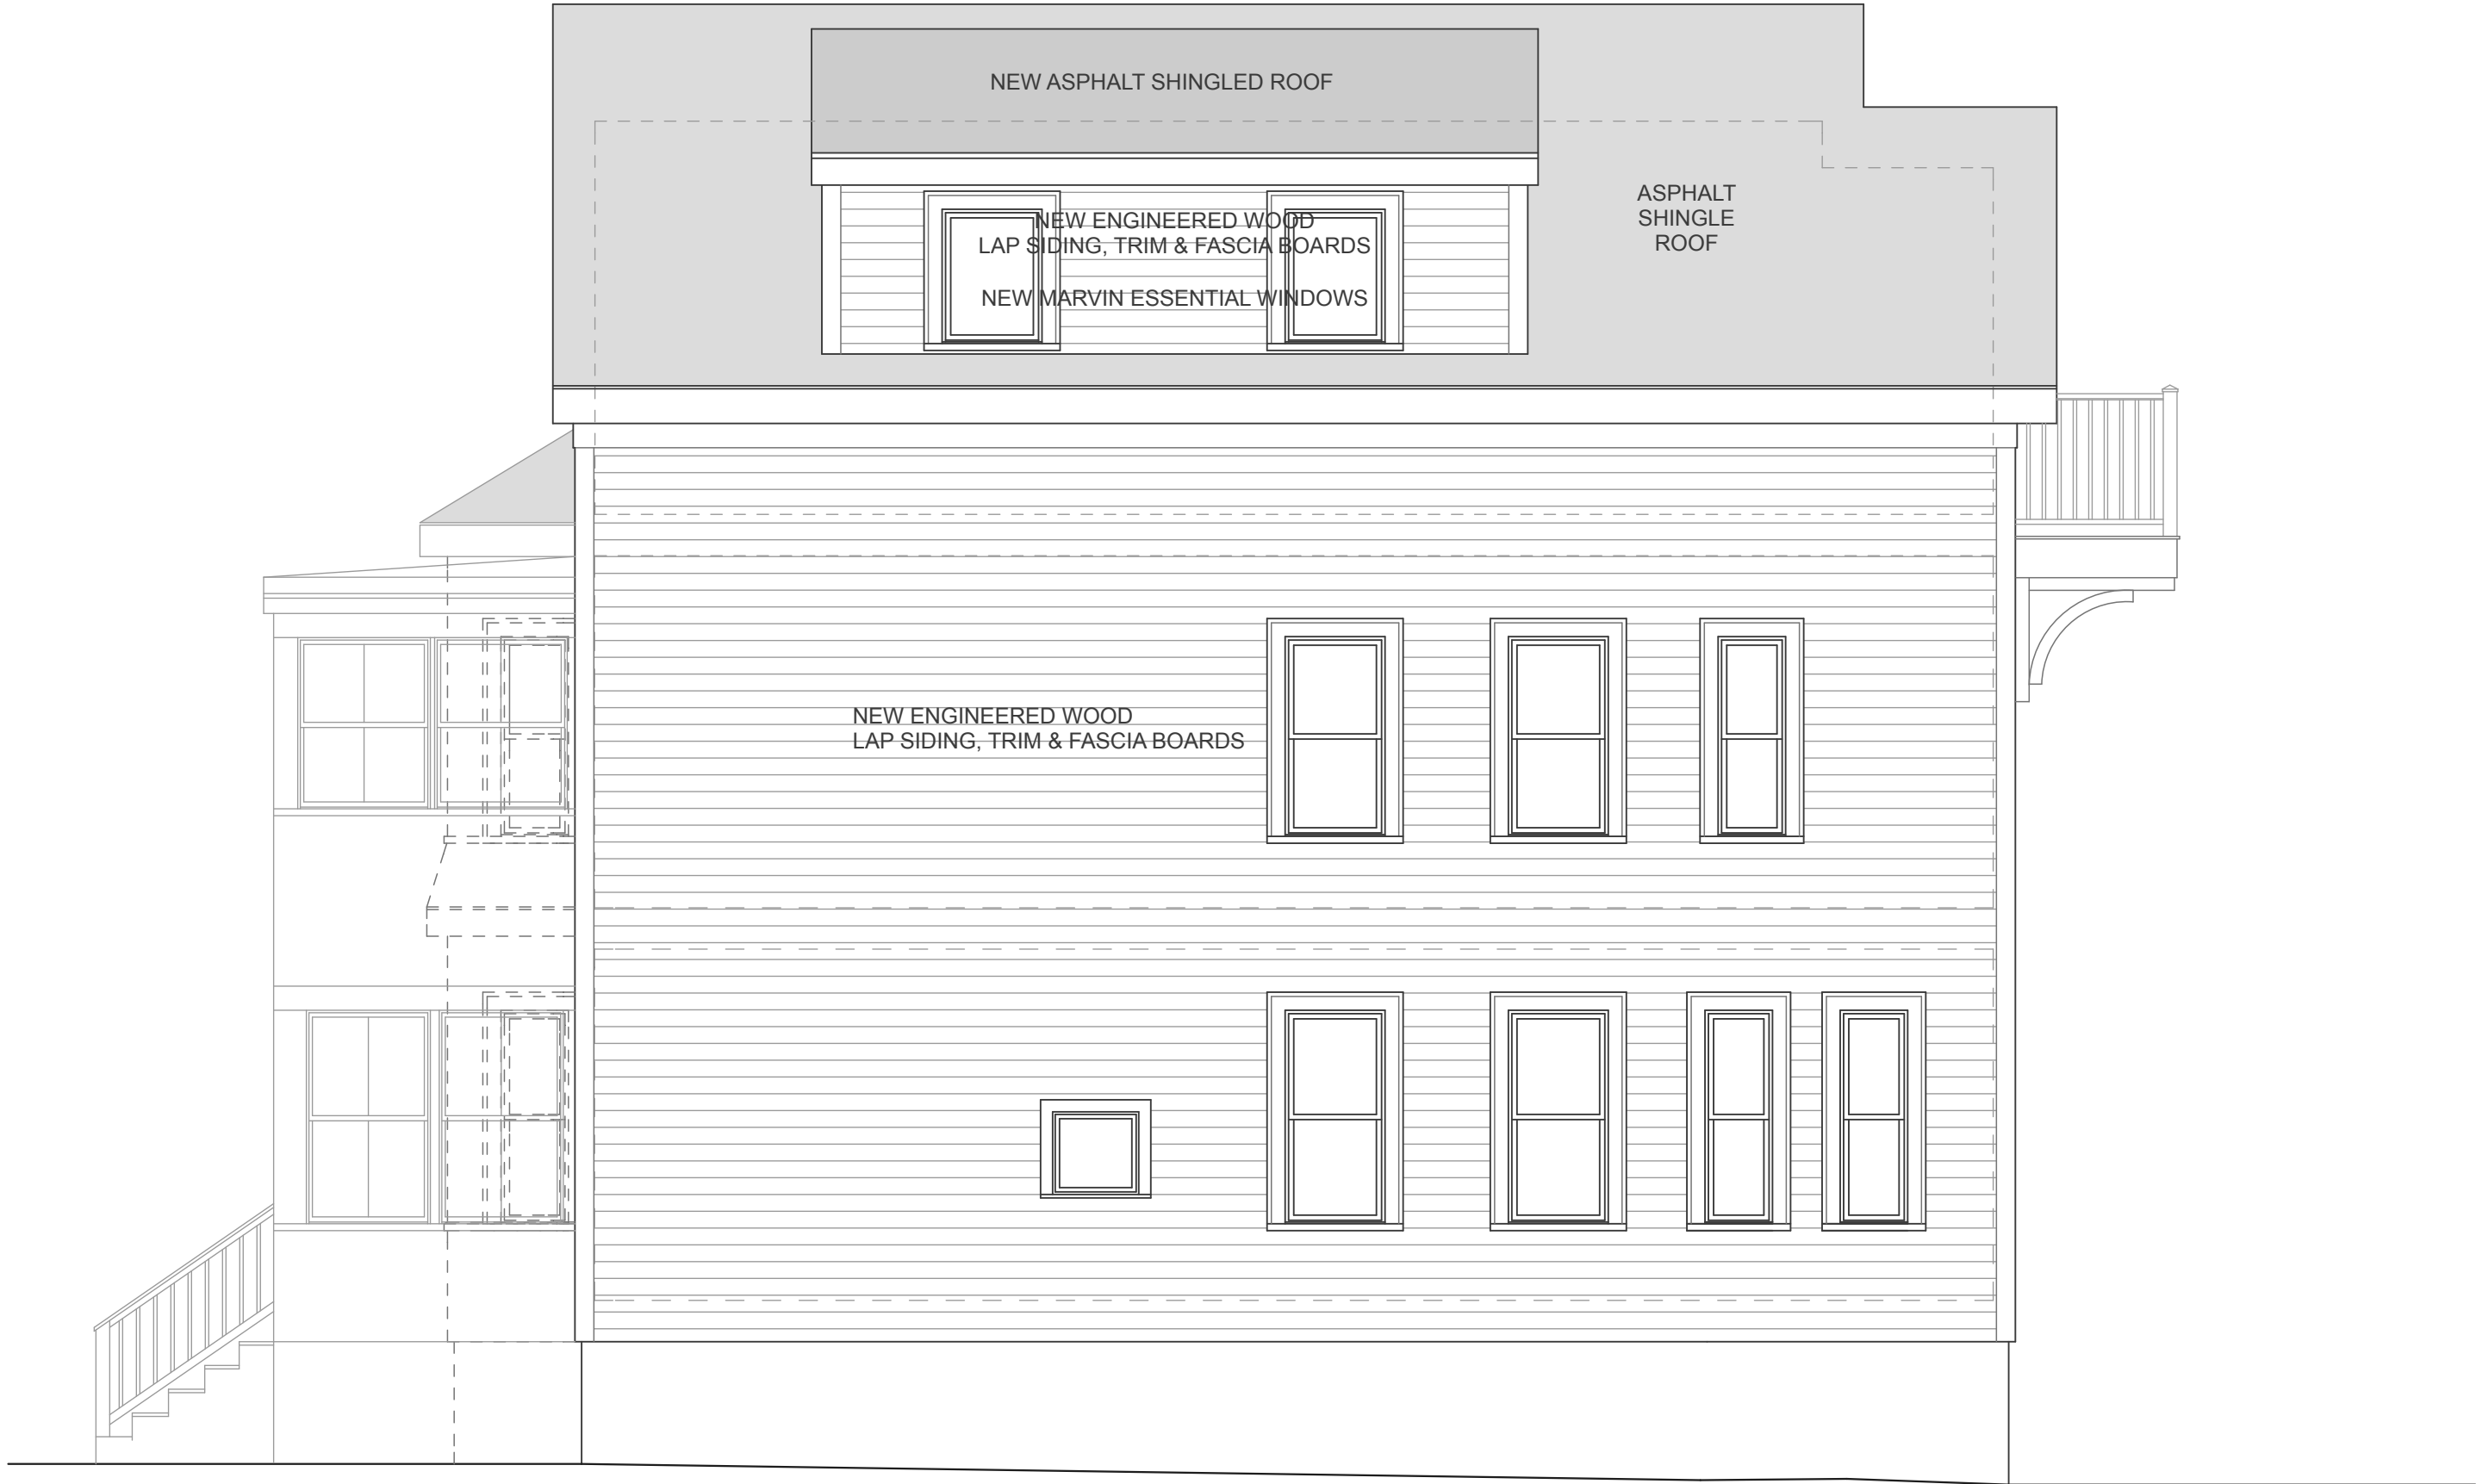 NEW ASPHALT SHINGLED ROOF
ASPHALT
SHINGLE
ROOF
NEW ENGINEERED WOOD
LAP SIDING, TRIM & FASCIA BOARDS
NEW MARVIN ESSENTIAL WINDOWS
NEW ENGINEERED WOOD
LAP SIDING, TRIM & FASCIA BOARDS